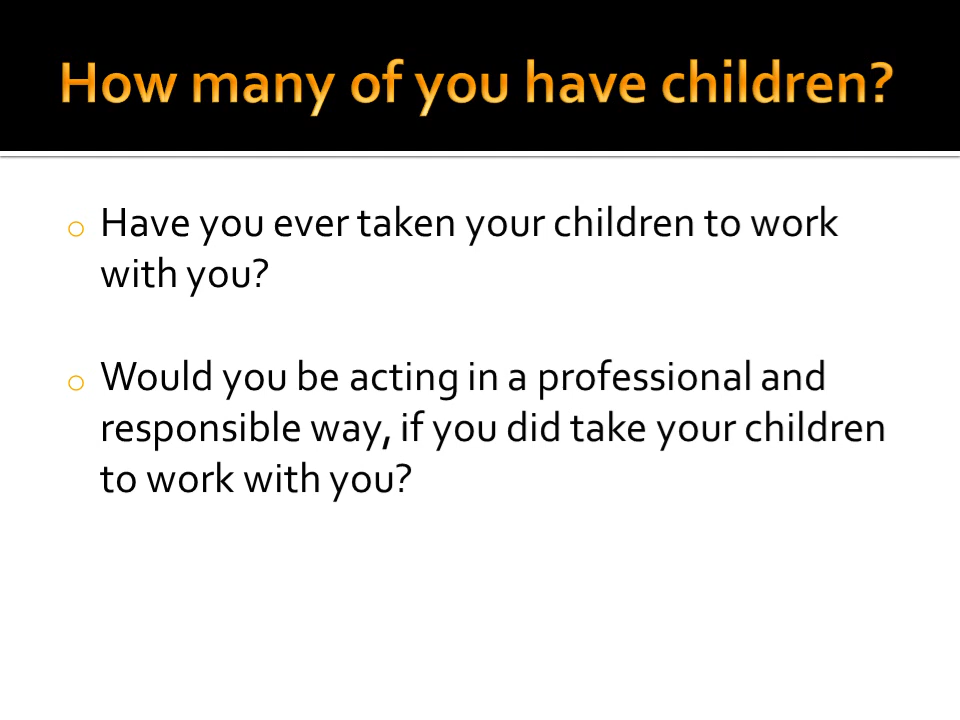 How many of you have children?
o Have you ever taken your children to work
with you?
o Would you be acting in a professional and
responsible way, if you did take your children
to work with you?